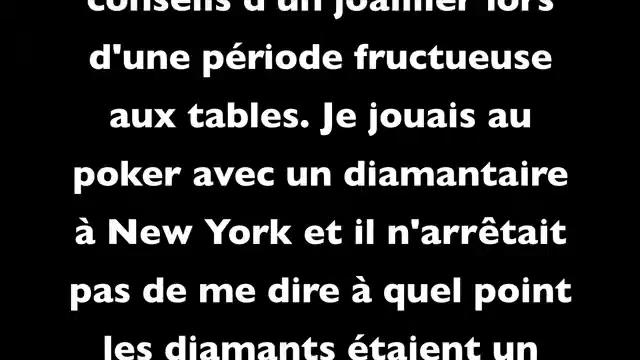 conseils d'un joaillier lors
d'une période fructueuse
aux tables. Je jouais au
poker avec un diamantaire
à New York et il n'arrêtait
pas de me dire à quel point
les diamants étaient un